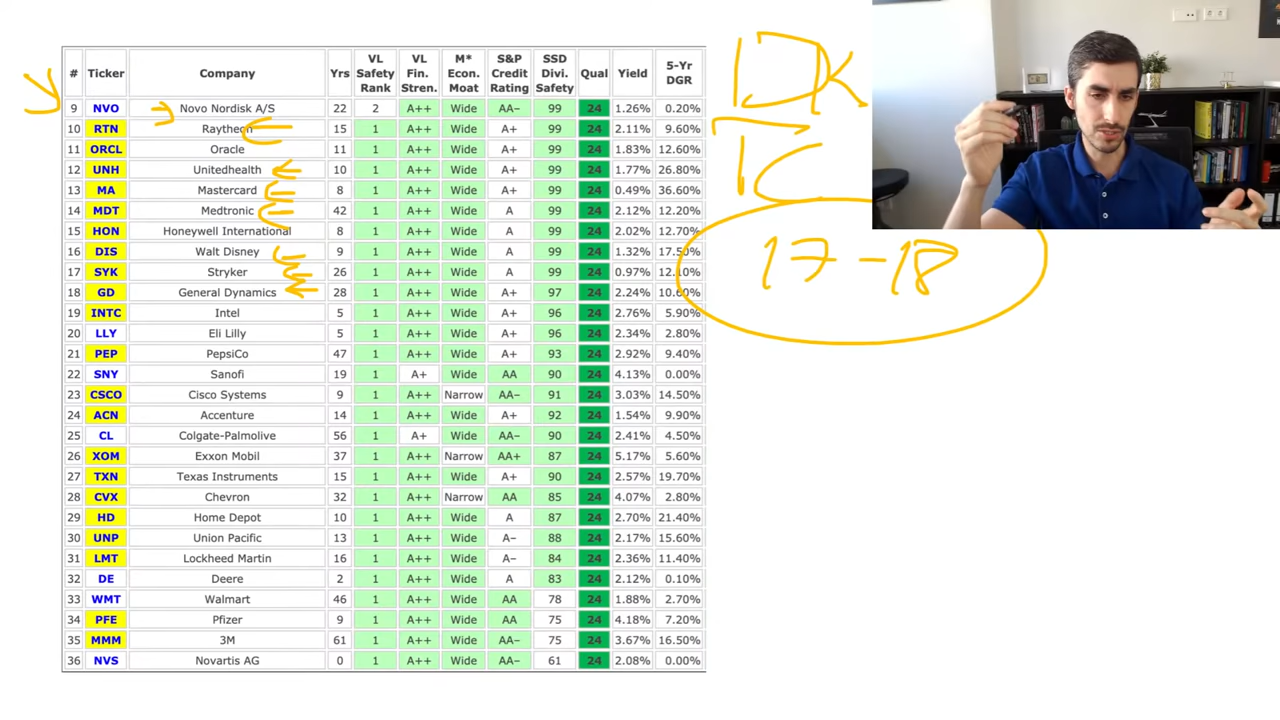 # Ticker Company Yrs VL Safety Rank VL Fin. Stren. M* Econ. Moat S&P Credit Rating SSD Divi. Safety Qual Yield 5-Yr DGR
9 NVO Novo Nordisk A/S 22 2 A++ Wide AA– 99 24 1.26% 0.20%
10 RTN Raytheon 15 1 A++ Wide A+ 99 24 2.11% 9.60%
11 ORCL Oracle 11 1 A++ Wide A+ 99 24 1.83% 12.60%
12 UNH Unitedhealth 10 1 A++ Wide A+ 99 24 1.77% 26.80%
13 MA Mastercard 8 1 A++ Wide A+ 99 24 0.49% 36.60%
14 MDT Medtronic 42 1 A++ Wide A 99 24 2.12% 12.20%
15 HON Honeywell International 8 1 A++ Wide A 99 24 2.02% 12.70%
16 DIS Walt Disney 9 1 A++ Wide A 99 24 1.32% 17.50%
17 SYK Stryker 26 1 A++ Wide A 99 24 0.97% 12.10%
18 GD General Dynamics 28 1 A++ Wide A+ 97 24 2.24% 10.60%
19 INTC Intel 5 1 A++ Wide A+ 96 24 2.76% 5.90%
20 LLY Eli Lilly 5 1 A++ Wide A+ 96 24 2.34% 2.80%
21 PEP PepsiCo 47 1 A++ Wide A+ 93 24 2.92% 9.40%
22 SNY Sanofi 19 1 A+ Wide AA 90 24 4.13% 0.00%
23 CSCO Cisco Systems 9 1 A++ Narrow AA– 91 24 3.03% 14.50%
24 ACN Accenture 14 1 A++ Wide A+ 92 24 1.54% 9.90%
25 CL Colgate-Palmolive 56 1 A+ Wide AA– 90 24 2.41% 4.50%
26 XOM Exxon Mobil 37 1 A++ Narrow AA+ 87 24 5.17% 5.60%
27 TXN Texas Instruments 15 1 A++ Wide A+ 90 24 2.57% 19.70%
28 CVX Chevron 32 1 A++ Narrow AA 85 24 4.07% 2.80%
29 HD Home Depot 10 1 A++ Wide A 87 24 2.70% 21.40%
30 UNP Union Pacific 13 1 A++ Wide A– 88 24 2.17% 15.60%
31 LMT Lockheed Martin 16 1 A++ Wide A– 84 24 2.36% 11.40%
32 DE Deere 2 1 A++ Wide A 83 24 2.12% 0.10%
33 WMT Walmart 46 1 A++ Wide AA 78 24 1.88% 2.70%
34 PFE Pfizer 9 1 A++ Wide AA 75 24 4.18% 7.20%
35 MMM 3M 61 1 A++ Wide AA– 75 24 3.67% 16.50%
36 NVS Novartis AG 0 1 A++ Wide AA– 61 24 2.08% 0.00%
17-18